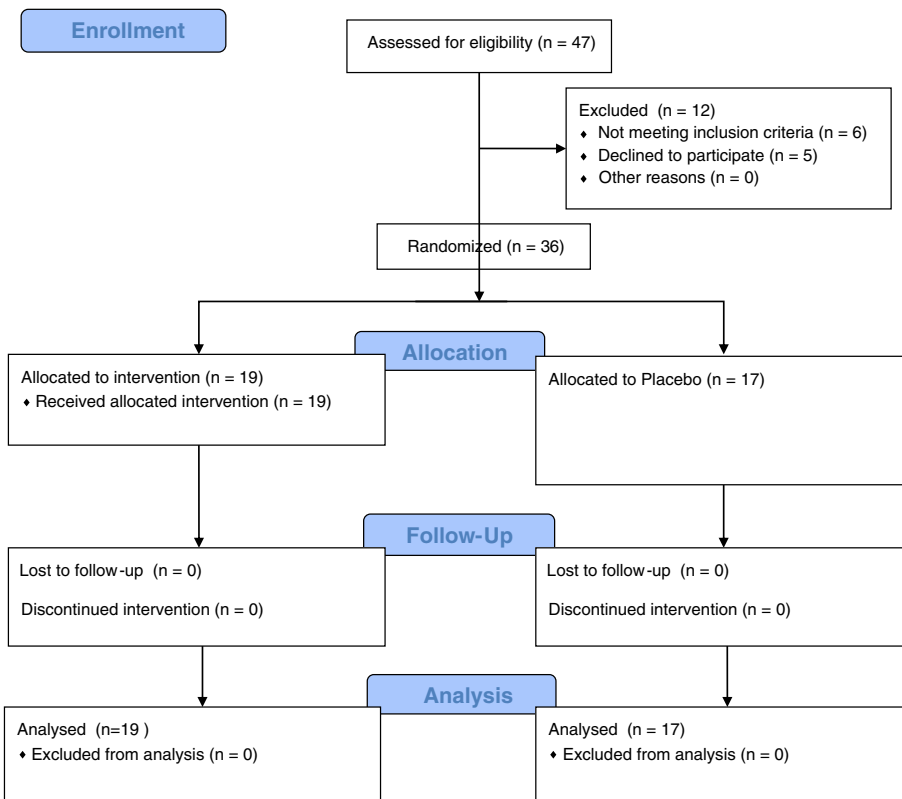 Enrollment
Assessed for eligibility (n = 47)
Excluded (n = 12)
♦ Not meeting inclusion criteria (n = 6)
♦ Declined to participate (n = 5)
♦ Other reasons (n = 0)
Randomized (n = 36)
Allocation
Allocated to intervention (n = 19)
♦ Received allocated intervention (n = 19)
Allocated to Placebo (n = 17)
Follow-Up
Lost to follow-up (n = 0)
Discontinued intervention (n = 0)
Lost to follow-up (n = 0)
Discontinued intervention (n = 0)
Analysis
Analysed (n=19 )
♦ Excluded from analysis (n = 0)
Analysed (n = 17)
♦ Excluded from analysis (n = 0)